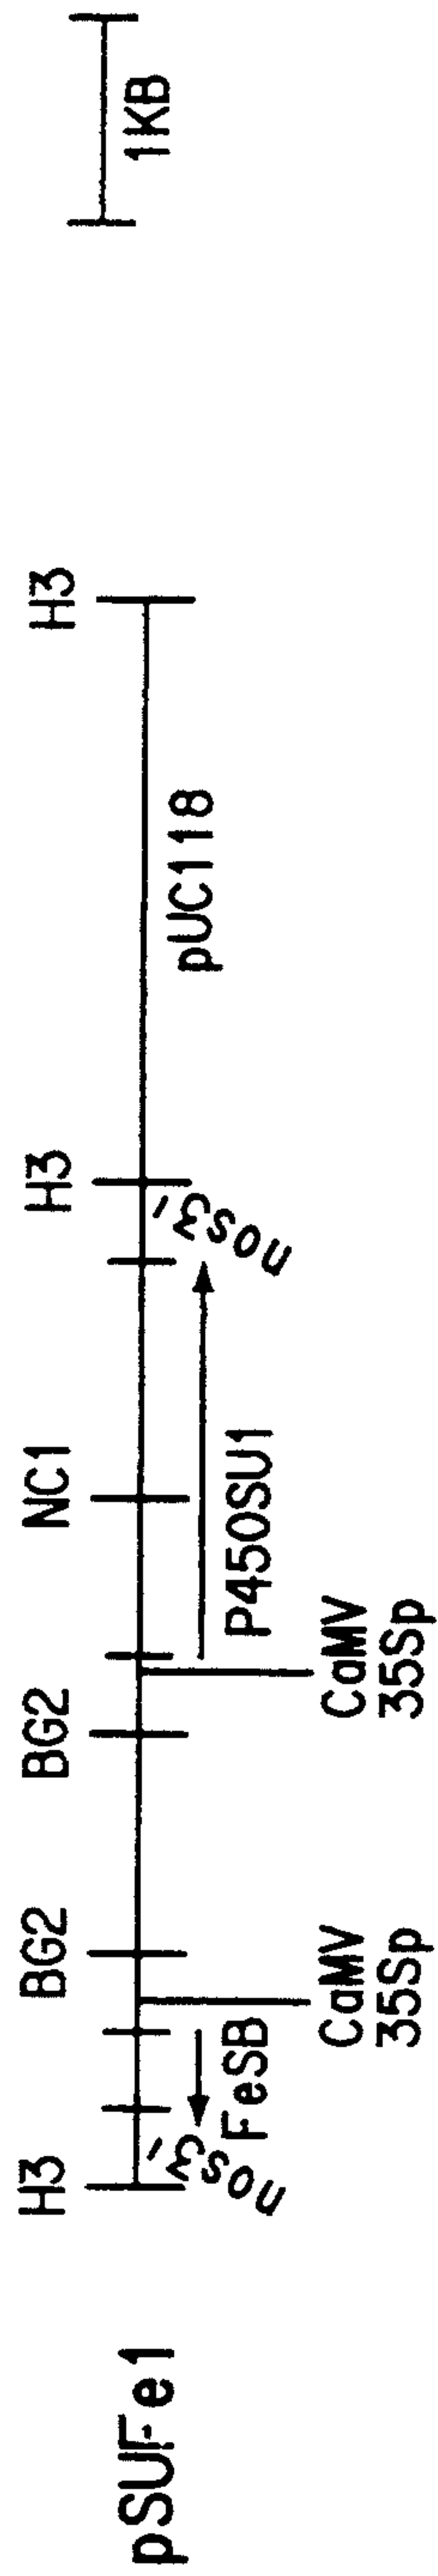 pSUFe1
H3
BG2
BG2
NC1
H3
H3
nos3'
FeSB
P450SU1
nos3'
pUC118
CaMV
35Sp
CaMV
35Sp
1KB